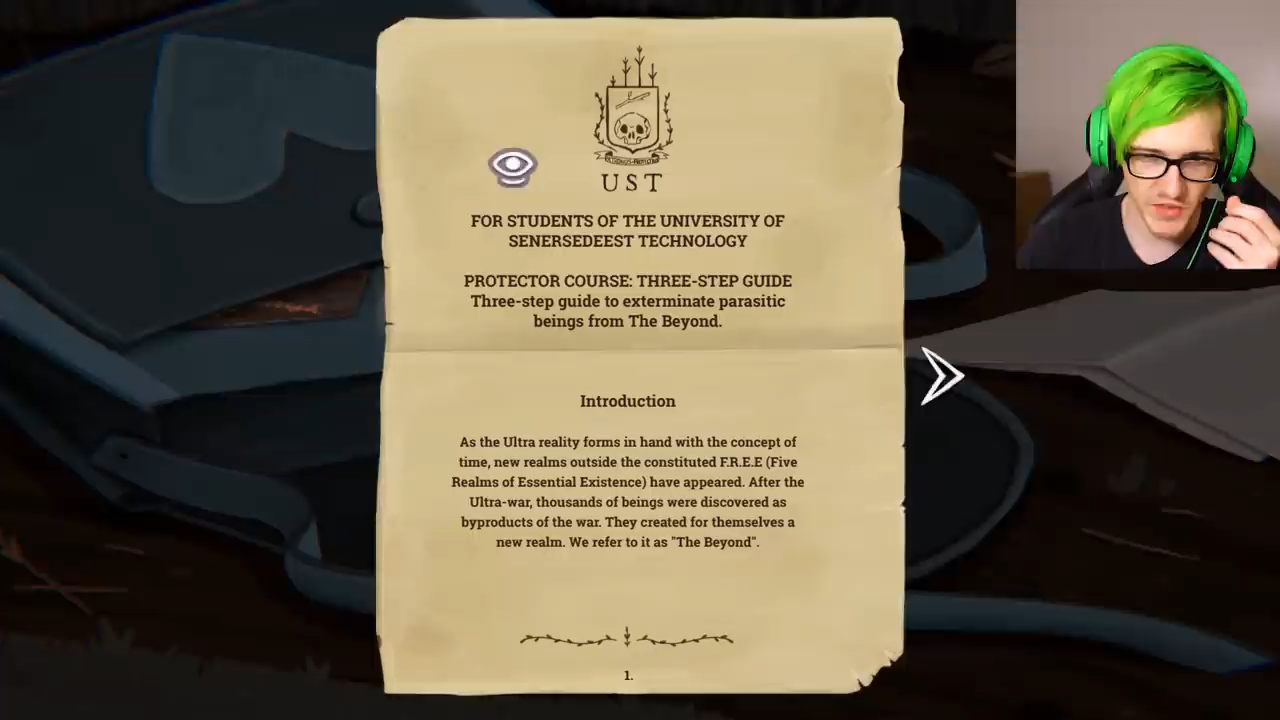 UST
FOR STUDENTS OF THE UNIVERSITY OF
SENERSEDEEST TECHNOLOGY
PROTECTOR COURSE: THREE-STEP GUIDE
Three-step guide to exterminate parasitic
beings from The Beyond.
Introduction
As the Ultra reality forms in hand with the concept of
time, new realms outside the constituted F.R.E.E (Five
Realms of Essential Existence) have appeared. After the
Ultra-war, thousands of beings were discovered as
byproducts of the war. They created for themselves a
new realm. We refer to it as "The Beyond".
1.